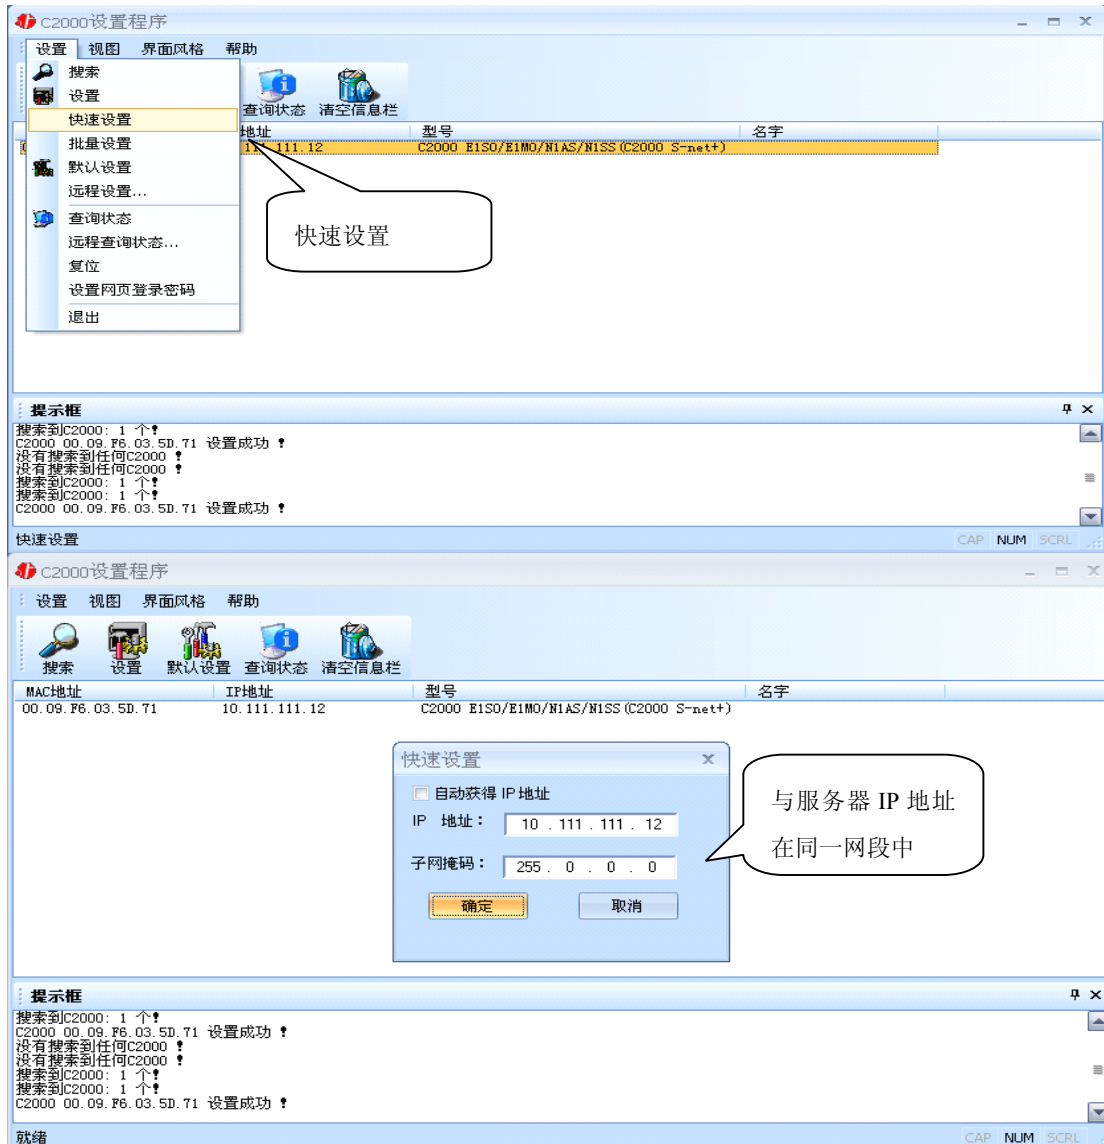 C2000设置程序
设置 视图 界面风格 帮助
搜索
设置
快速设置
批量设置
默认设置
远程设置...
查询状态
远程查询状态...
复位
设置网页登录密码
退出
查询状态 清空信息栏
地址 型号 名字
111.12 C2000 E1SO/E1MO/N1AS/N1SS(C2000 S-net+)
快速设置
提示框
搜索到C2000: 1 个!
C2000 00.09.F6.03.5D.71 设置成功 !
没有搜索到任何C2000 !
没有搜索到任何C2000 !
搜索到C2000: 1 个!
搜索到C2000: 1 个!
C2000 00.09.F6.03.5D.71 设置成功 !
快速设置 CAP NUM SCRL
C2000设置程序
设置 视图 界面风格 帮助
搜索 设置 默认设置 查询状态 清空信息栏
MAC地址 IP地址 型号 名字
00.09.F6.03.5D.71 10.111.111.12 C2000 E1SO/E1MO/N1AS/N1SS(C2000 S-net+)
快速设置
自动获得 IP 地址
IP 地址： 10 . 111 . 111 . 12
子网掩码： 255 . 0 . 0 . 0
确定 取消
与服务器 IP 地址
在同一网段中
提示框
搜索到C2000: 1 个!
C2000 00.09.F6.03.5D.71 设置成功 !
没有搜索到任何C2000 !
没有搜索到任何C2000 !
搜索到C2000: 1 个!
搜索到C2000: 1 个!
C2000 00.09.F6.03.5D.71 设置成功 !
就绪 CAP NUM SCRL